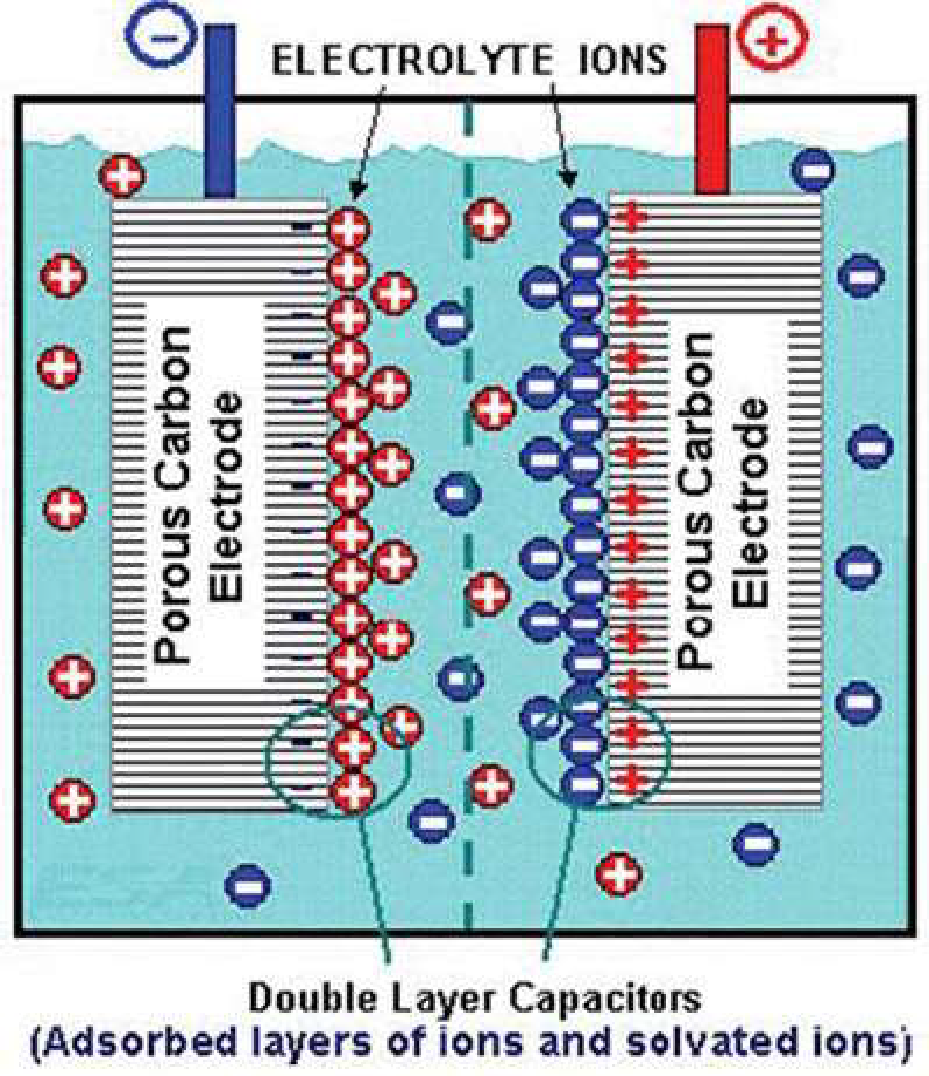 ELECTROLYTE IONS
Porous Carbon
Electrode
Porous Carbon
Electrode
Double Layer Capacitors
(Adsorbed layers of ions and solvated ions)